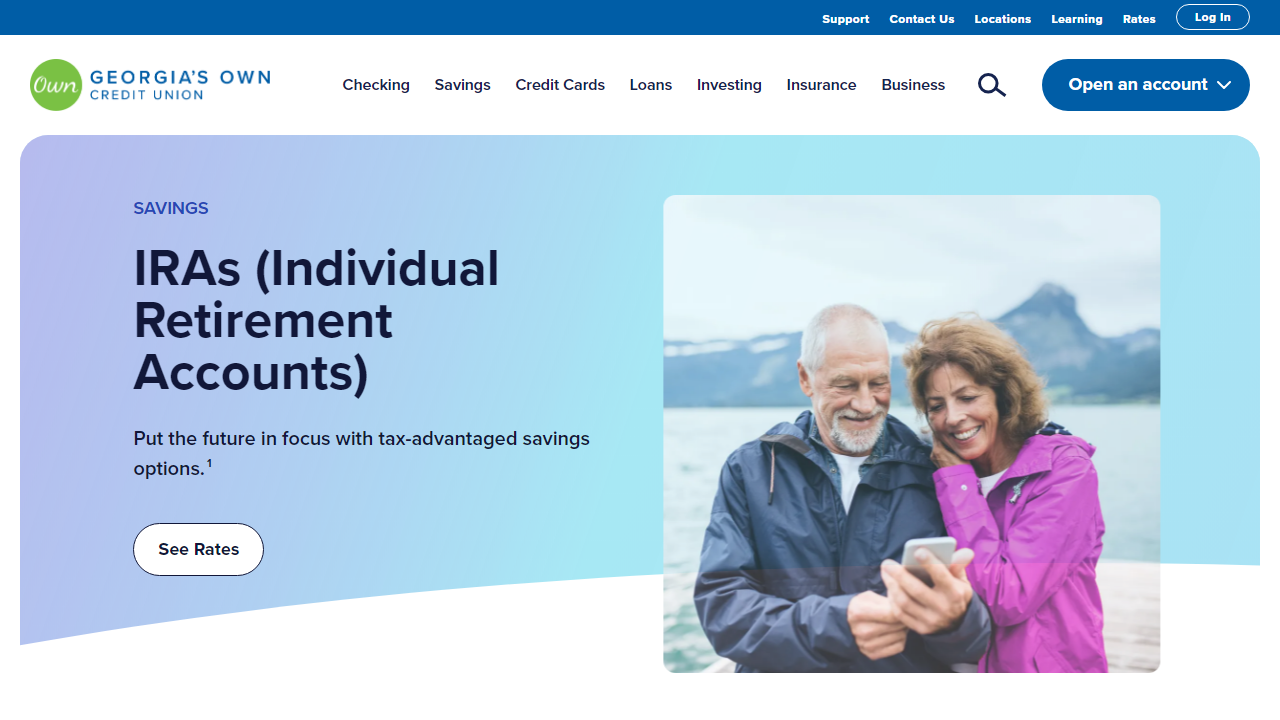 Support Contact Us Locations Learning Rates Log In
Own GEORGIA'S OWN
CREDIT UNION
Checking Savings Credit Cards Loans Investing Insurance Business Open an account
SAVINGS
IRAs (Individual
Retirement
Accounts)
Put the future in focus with tax-advantaged savings
options.¹
See Rates